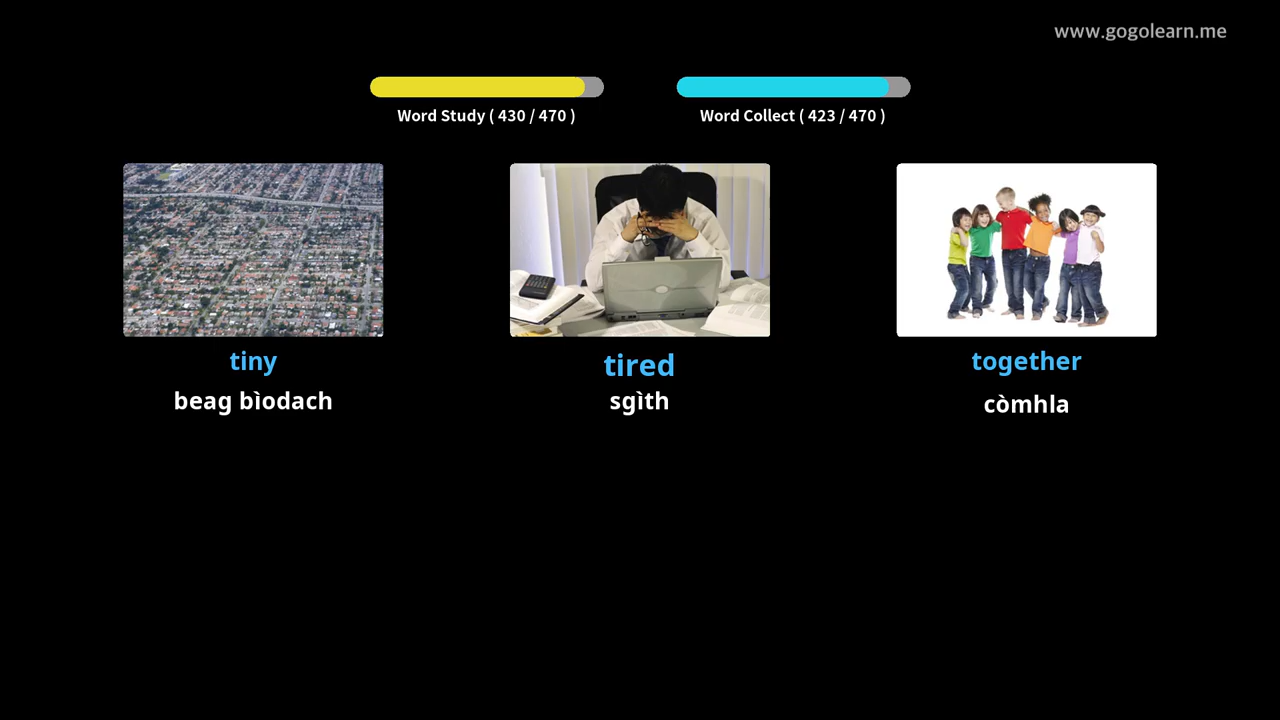 www.gogolearn.me
Word Study ( 430 / 470 )
Word Collect ( 423 / 470 )
tiny
beag bìodach
tired
sgìth
together
còmhla